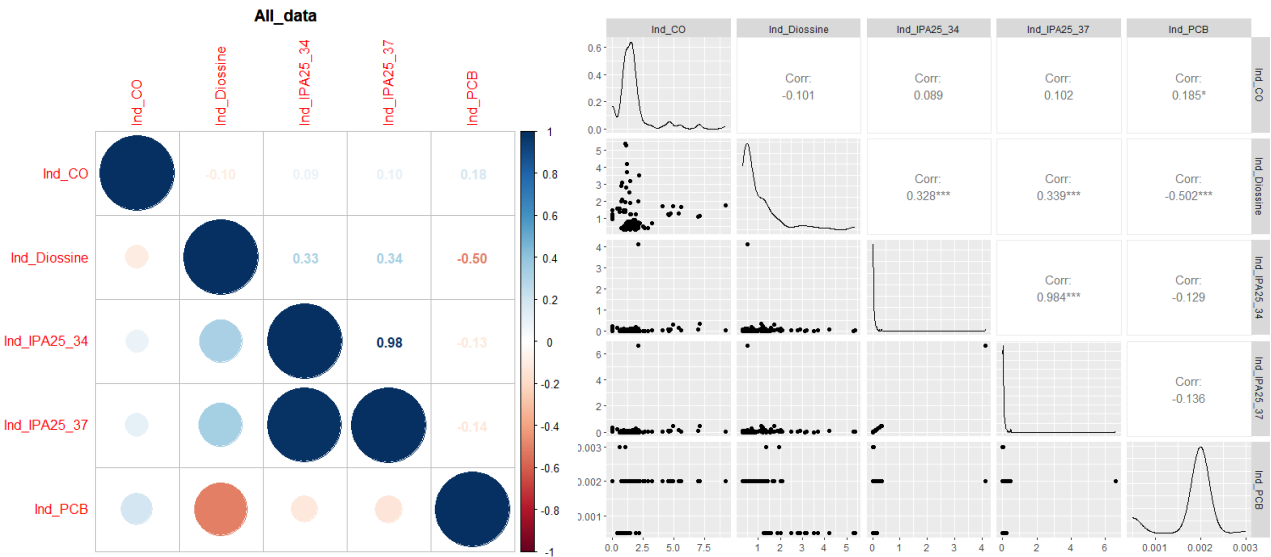 All_data
Ind_CO
Ind_Diossine
Ind_IPA25_34
Ind_IPA25_37
Ind_PCB
Ind_CO
-0.10
0.09
0.10
0.18
Ind_Diossine
0.33
0.34
-0.50
Ind_IPA25_34
0.98
-0.13
Ind_IPA25_37
-0.14
Ind_PCB
1
0.8
0.6
0.4
0.2
0
-0.2
-0.4
-0.6
-0.8
-1
Ind_CO
Ind_Diossine
Ind_IPA25_34
Ind_IPA25_37
Ind_PCB
0.6
0.4
0.2
0.0
Corr:
-0.101
Corr:
0.089
Corr:
0.102
Corr:
0.185*
Ind_CO
5
4
3
2
1
Corr:
0.328***
Corr:
0.339***
Corr:
-0.502***
Ind_Diossine
4
3
2
1
0
Corr:
0.984***
Corr:
-0.129
Ind_IPA25_34
6
4
2
0
Corr:
-0.136
Ind_IPA25_37
0.003
0.002
0.001
Ind_PCB
0.0
2.5
5.0
7.5
1
2
3
4
5
0
1
2
3
4
0
2
4
6
0.001
0.002
0.003